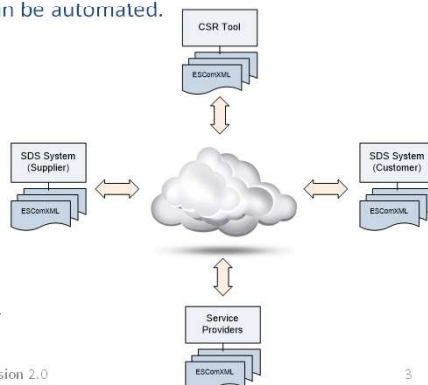 n be automated.
CSR Tool
ESComXML
SDS System
(Supplier)
ESComXML
SDS System
(Customer)
ESComXML
Service
Providers
ESComXML
sion 2.0
3